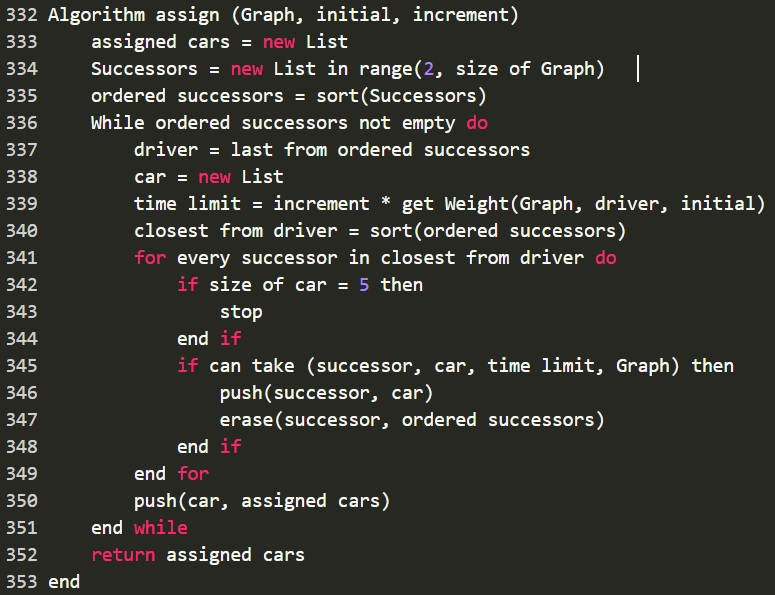 332 Algorithm assign (Graph, initial, increment)
333     assigned cars = new List
334     Successors = new List in range(2, size of Graph)
335     ordered successors = sort(Successors)
336     While ordered successors not empty do
337         driver = last from ordered successors
338         car = new List
339         time limit = increment * get Weight(Graph, driver, initial)
340         closest from driver = sort(ordered successors)
341         for every successor in closest from driver do
342             if size of car = 5 then
343                 stop
344             end if
345             if can take (successor, car, time limit, Graph) then
346                 push(successor, car)
347                 erase(successor, ordered successors)
348             end if
349         end for
350         push(car, assigned cars)
351     end while
352     return assigned cars
353 end